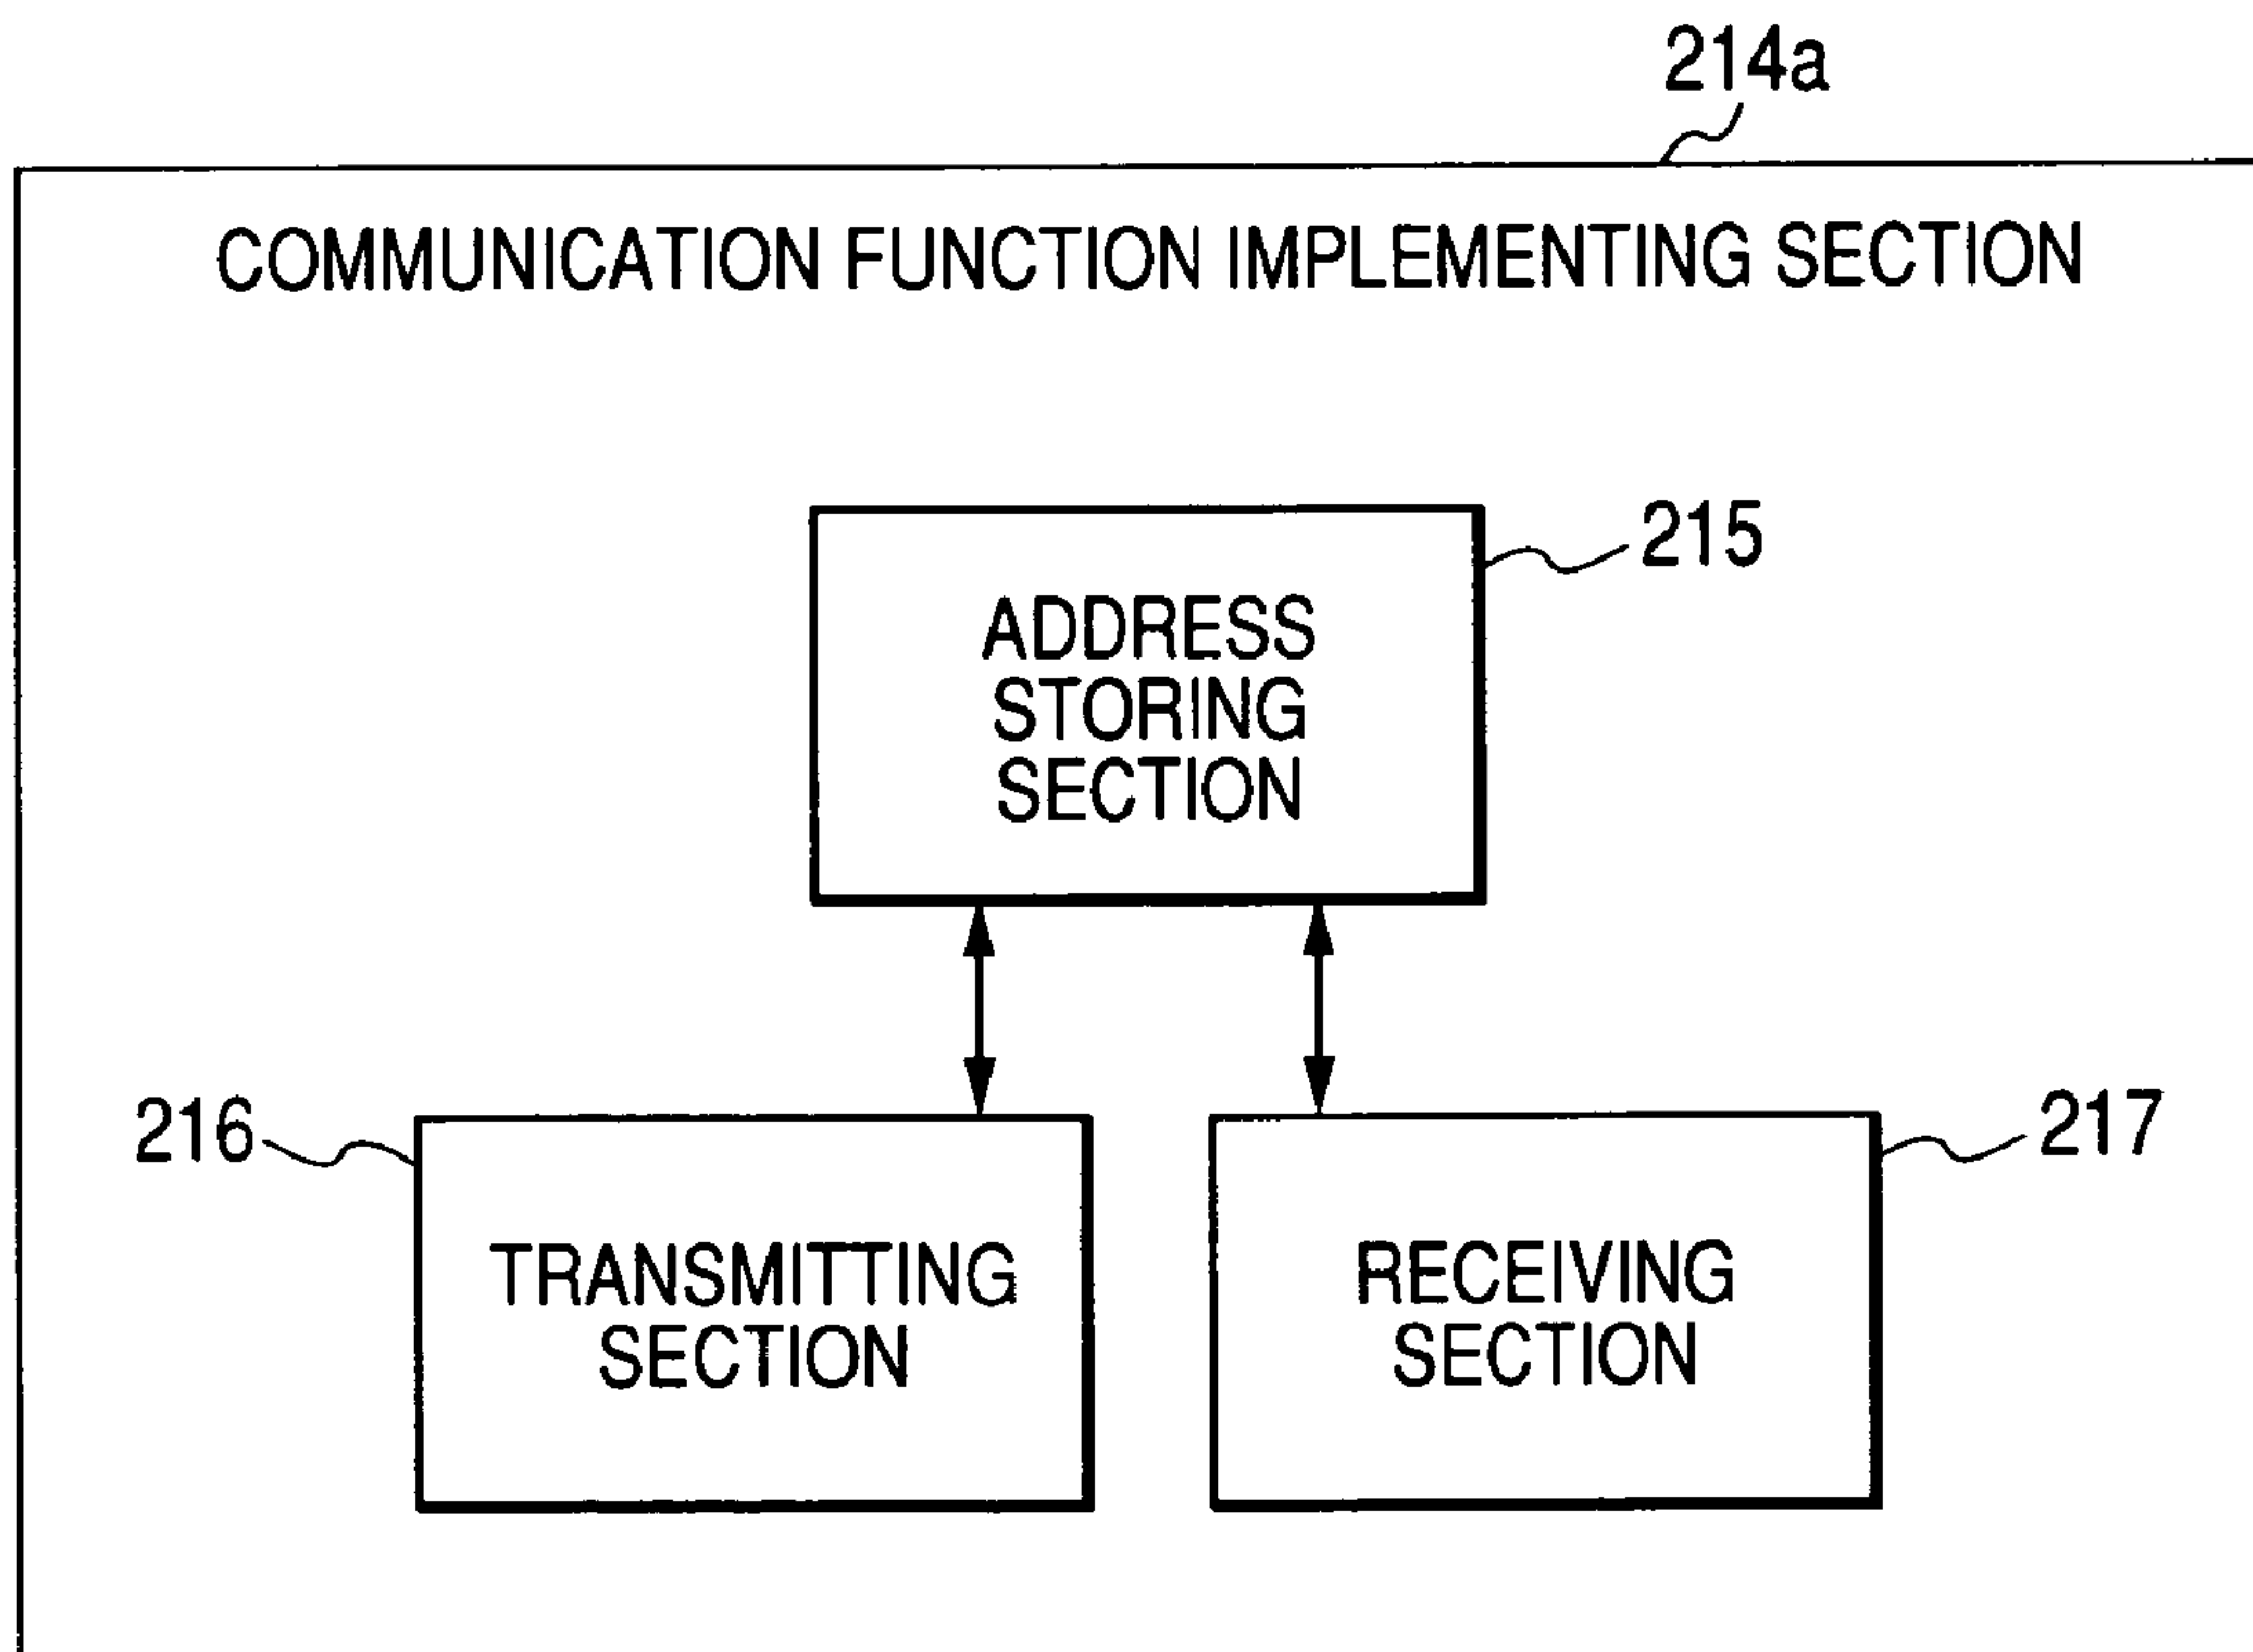 214a
COMMUNICATION FUNCTION IMPLEMENTING SECTION
215
ADDRESS
STORING
SECTION
216
217
TRANSMITTING
SECTION
RECEIVING
SECTION